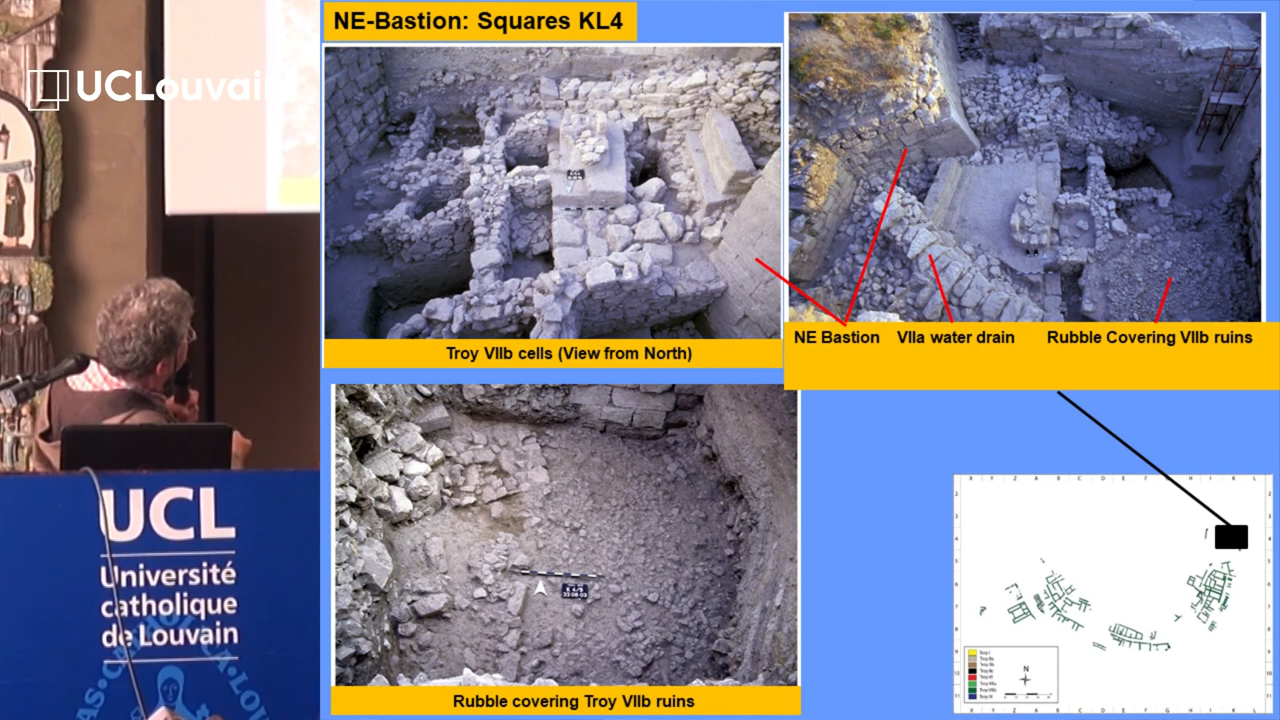 NE-Bastion: Squares KL4
UCLouvain
Troy VIIb cells (View from North)
NE Bastion
VIIa water drain
Rubble Covering VIIb ruins
Rubble covering Troy VIIb ruins
UCL
Université
catholique
de Louvain
N